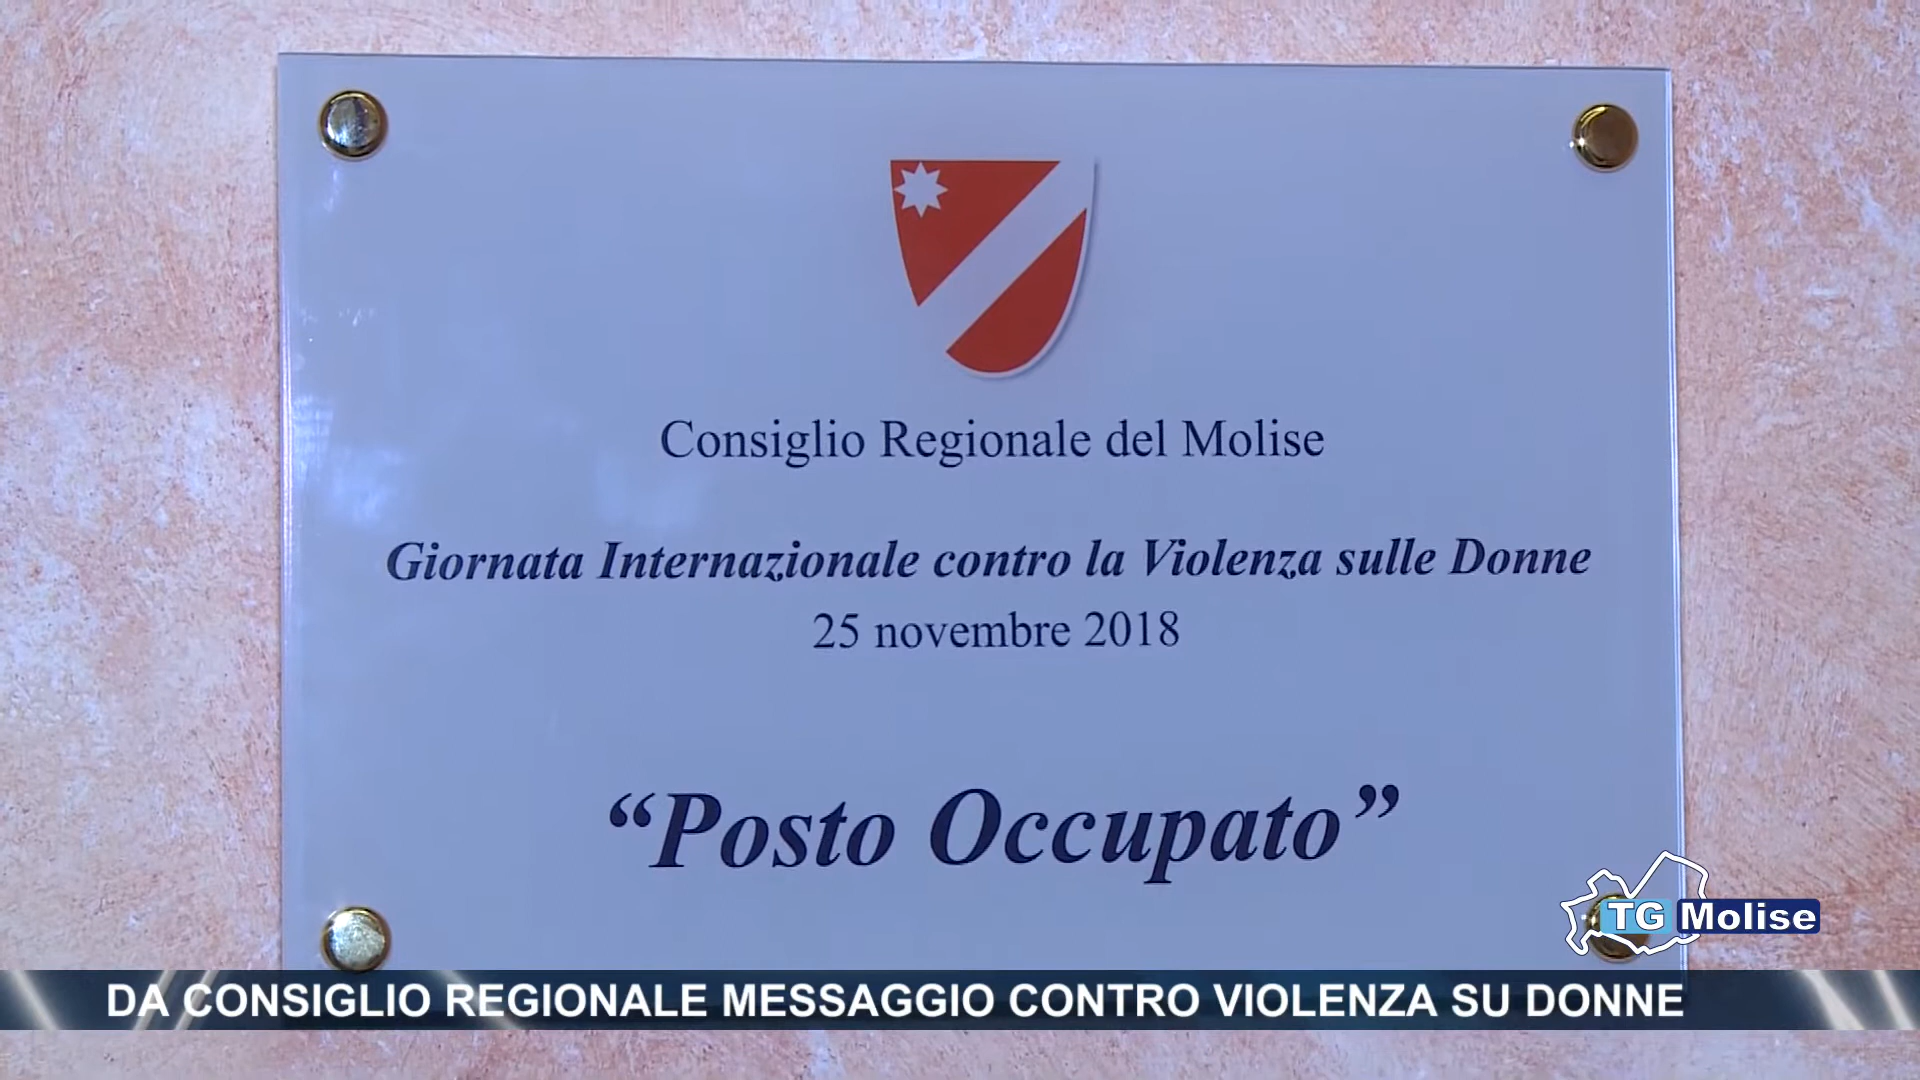 Consiglio Regionale del Molise
Giornata Internazionale contro la Violenza sulle Donne
25 novembre 2018
“Posto Occupato”
TG Molise
DA CONSIGLIO REGIONALE MESSAGGIO CONTRO VIOLENZA SU DONNE